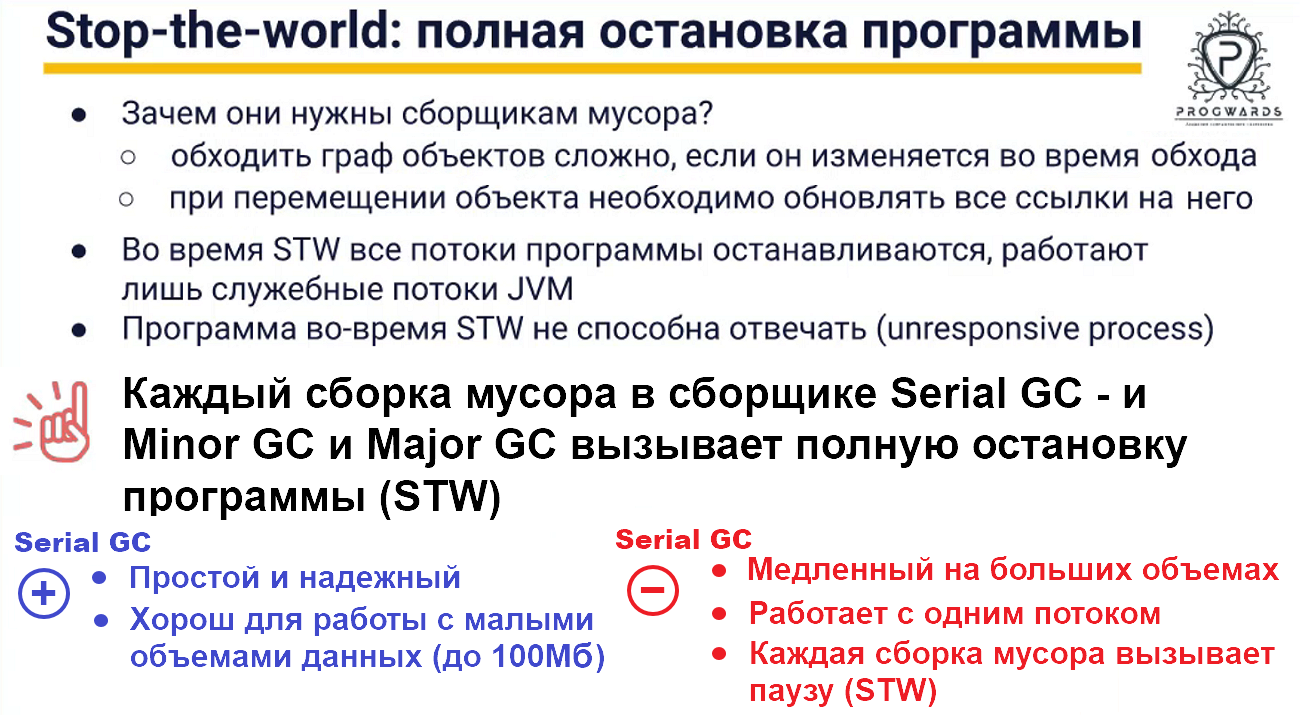 Stop-the-world: полная остановка программы
PROGWARDS
● Зачем они нужны сборщикам мусора?
○ обходить граф объектов сложно, если он изменяется во время обхода
○ при перемещении объекта необходимо обновлять все ссылки на него
● Во время STW все потоки программы останавливаются, работают
лишь служебные потоки JVM
● Программа во-время STW не способна отвечать (unresponsive process)
Каждый сборка мусора в сборщике Serial GC - и
Minor GC и Major GC вызывает полную остановку
программы (STW)
Serial GC
+
● Простой и надежный
● Хорош для работы с малыми
объемами данных (до 100Мб)
Serial GC
−
● Медленный на больших объемах
● Работает с одним потоком
● Каждая сборка мусора вызывает
паузу (STW)